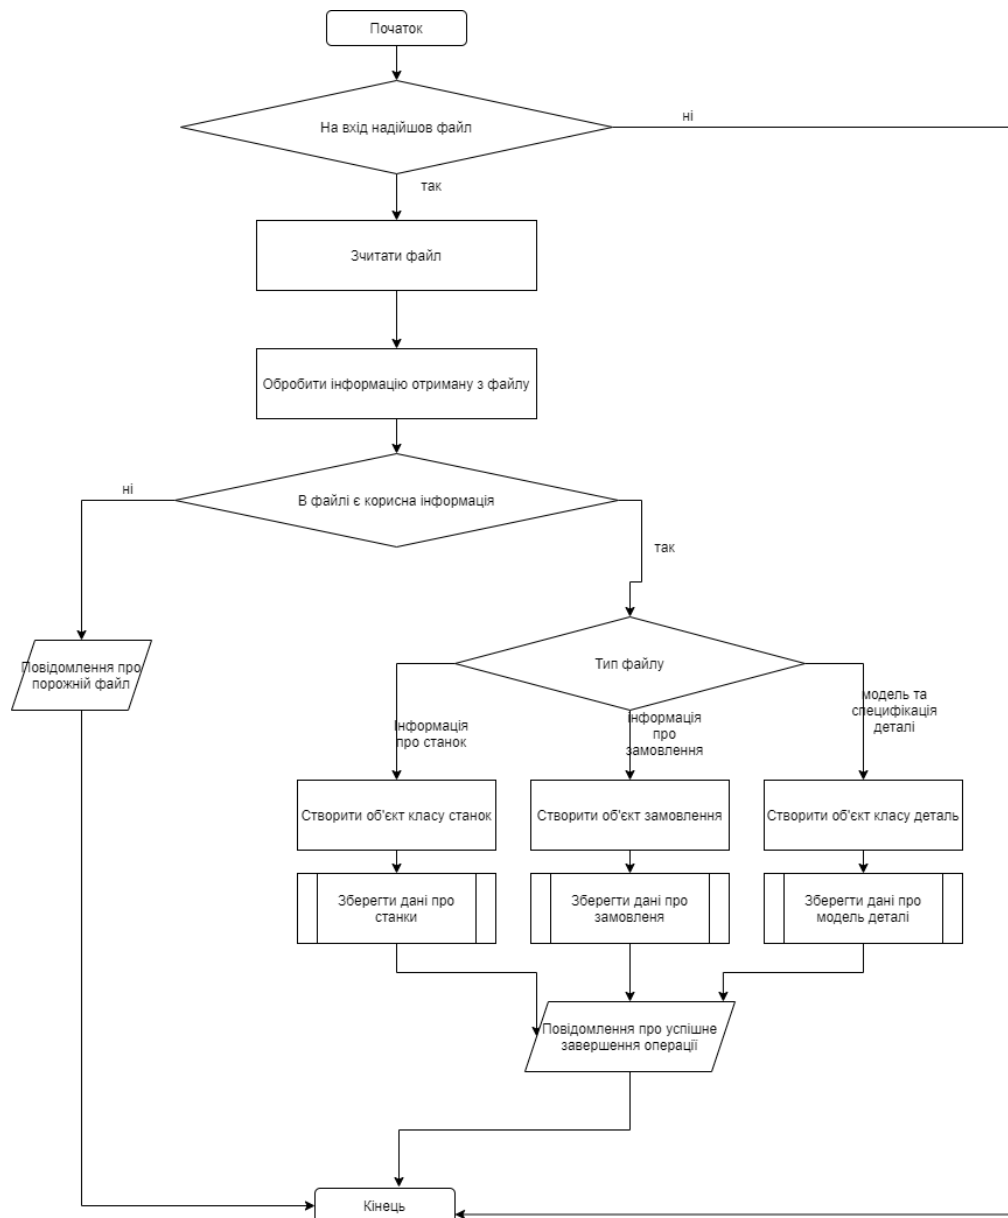 Початок
На вхід надійшов файл
ні
так
Зчитати файл
Обробити інформацію отриману з файлу
В файлі є корисна інформація
ні
так
Повідомлення про
порожній файл
Тип файлу
Інформація
про станок
інформація
про
замовлення
модель та
специфікація
деталі
Створити об'єкт класу станок
Створити об'єкт замовлення
Створити об'єкт класу деталь
Зберегти дані про
станки
Зберегти дані про
замовленя
Зберегти дані про
модель деталі
Повідомлення про успішне
завершення операції
Кінець